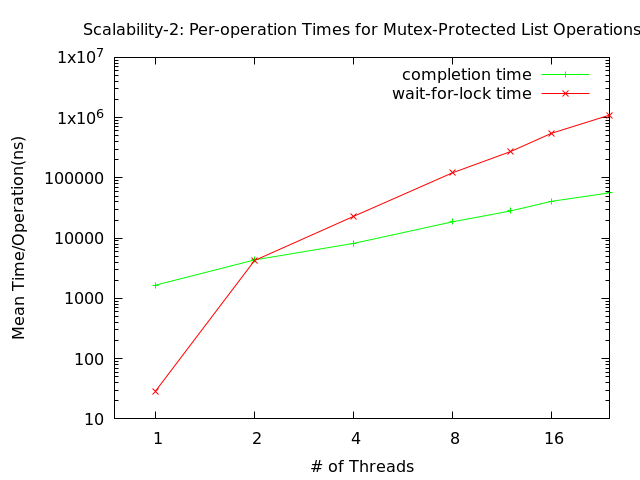 Scalability-2: Per-operation Times for Mutex-Protected List Operations
1x10^7
completion time
wait-for-lock time
1x10^6
100000
10000
1000
100
10
Mean Time/Operation(ns)
1 2 4 8 16
# of Threads